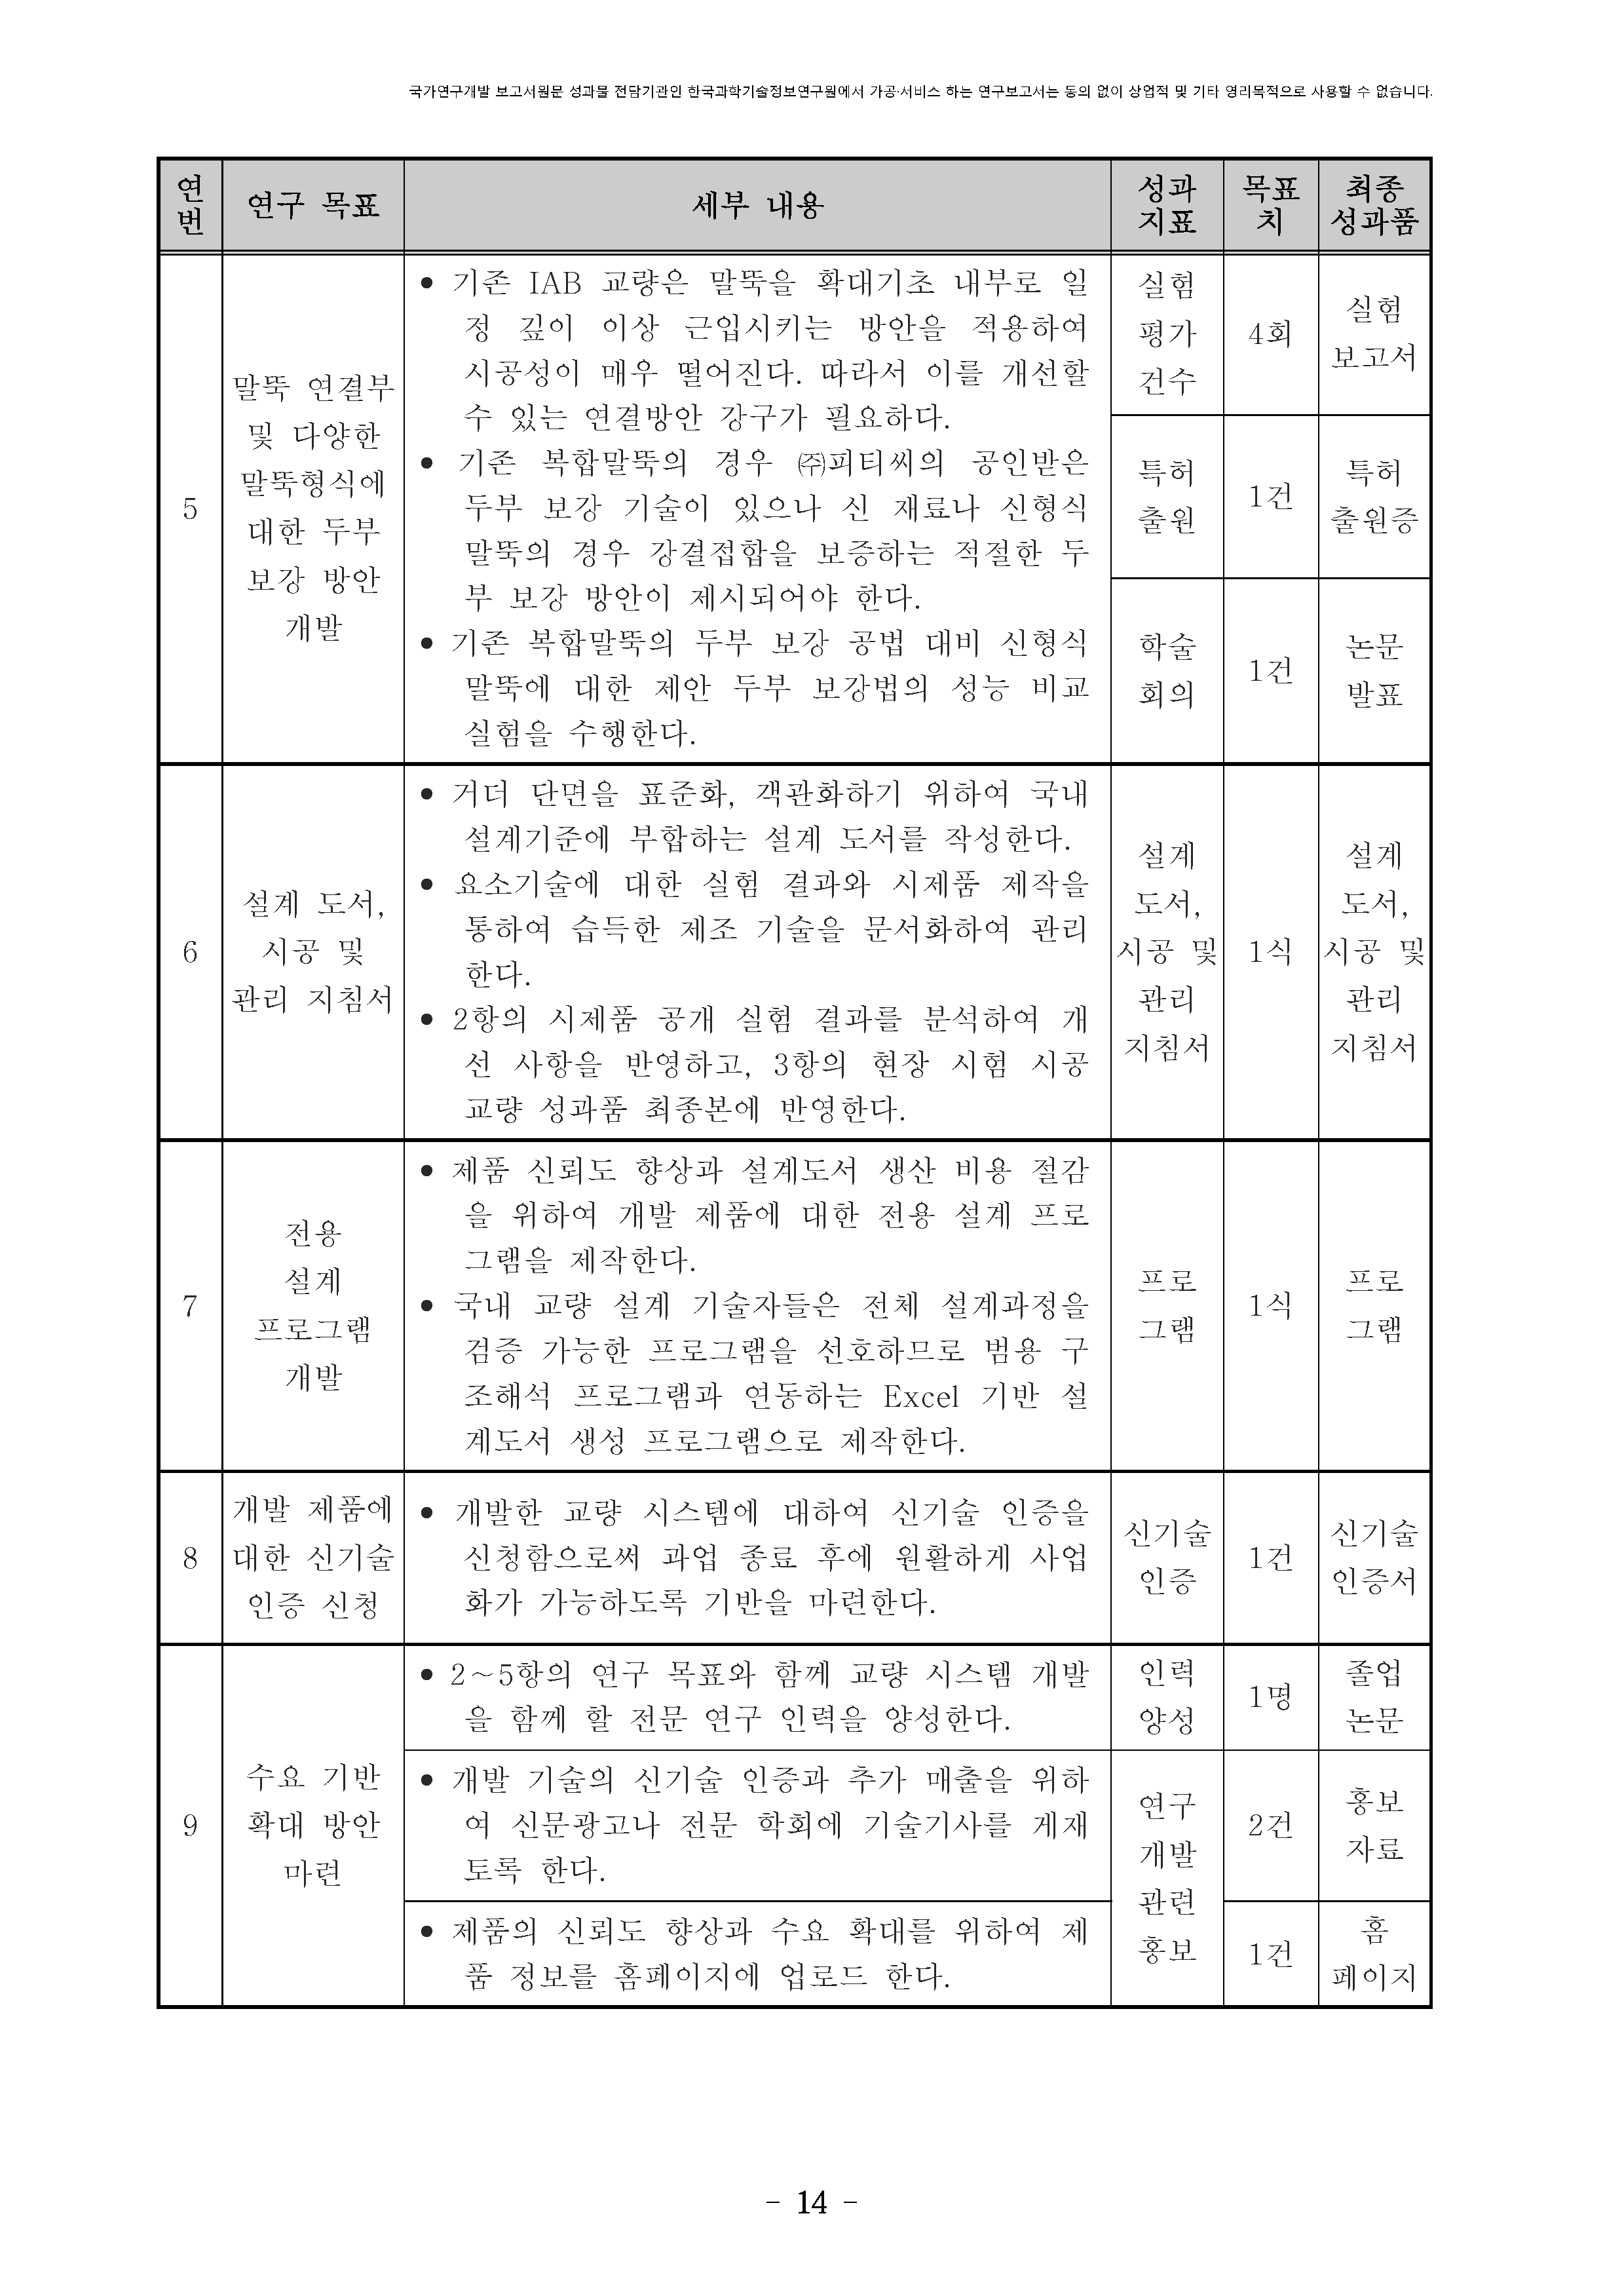 국가연구개발 보고서원문 성과물 전담기관인 한국과학기술정보연구원에서 가공·서비스 하는 연구보고서는 동의 없이 상업적 및 기타 영리목적으로 사용할 수 없습니다.
연
번
연구 목표
세부 내용
성과
지표
목표
치
최종
성과품
5
말뚝 연결부
및 다양한
말뚝형식에
대한 두부
보강 방안
개발
● 기존 IAB 교량은 말뚝을 확대기초 내부로 일
정 깊이 이상 근입시키는 방안을 적용하여
시공성이 매우 떨어진다. 따라서 이를 개선할
수 있는 연결방안 강구가 필요하다.
● 기존 복합말뚝의 경우 ㈜피티씨의 공인받은
두부 보강 기술이 있으나 신 재료나 신형식
말뚝의 경우 강결접합을 보증하는 적절한 두
부 보강 방안이 제시되어야 한다.
● 기존 복합말뚝의 두부 보강 공법 대비 신형식
말뚝에 대한 제안 두부 보강법의 성능 비교
실험을 수행한다.
실험
평가
건수
4회
실험
보고서
특허
출원
1건
특허
출원증
학술
회의
1건
논문
발표
6
설계 도서,
시공 및
관리 지침서
● 거더 단면을 표준화, 객관화하기 위하여 국내
설계기준에 부합하는 설계 도서를 작성한다.
● 요소기술에 대한 실험 결과와 시제품 제작을
통하여 습득한 제조 기술을 문서화하여 관리
한다.
● 2항의 시제품 공개 실험 결과를 분석하여 개
선 사항을 반영하고, 3항의 현장 시험 시공
교량 성과품 최종본에 반영한다.
설계
도서,
시공 및
관리
지침서
1식
설계
도서,
시공 및
관리
지침서
7
전용
설계
프로그램
개발
● 제품 신뢰도 향상과 설계도서 생산 비용 절감
을 위하여 개발 제품에 대한 전용 설계 프로
그램을 제작한다.
● 국내 교량 설계 기술자들은 전체 설계과정을
검증 가능한 프로그램을 선호하므로 범용 구
조해석 프로그램과 연동하는 Excel 기반 설
계도서 생성 프로그램으로 제작한다.
프로
그램
1식
프로
그램
8
개발 제품에
대한 신기술
인증 신청
● 개발한 교량 시스템에 대하여 신기술 인증을
신청함으로써 과업 종료 후에 원활하게 사업
화가 가능하도록 기반을 마련한다.
신기술
인증
1건
신기술
인증서
9
수요 기반
확대 방안
마련
● 2～5항의 연구 목표와 함께 교량 시스템 개발
을 함께 할 전문 연구 인력을 양성한다.
인력
양성
1명
졸업
논문
● 개발 기술의 신기술 인증과 추가 매출을 위하
여 신문광고나 전문 학회에 기술기사를 게재
토록 한다.
연구
개발
관련
홍보
2건
홍보
자료
● 제품의 신뢰도 향상과 수요 확대를 위하여 제
품 정보를 홈페이지에 업로드 한다.
1건
홈
페이지
- 14 -